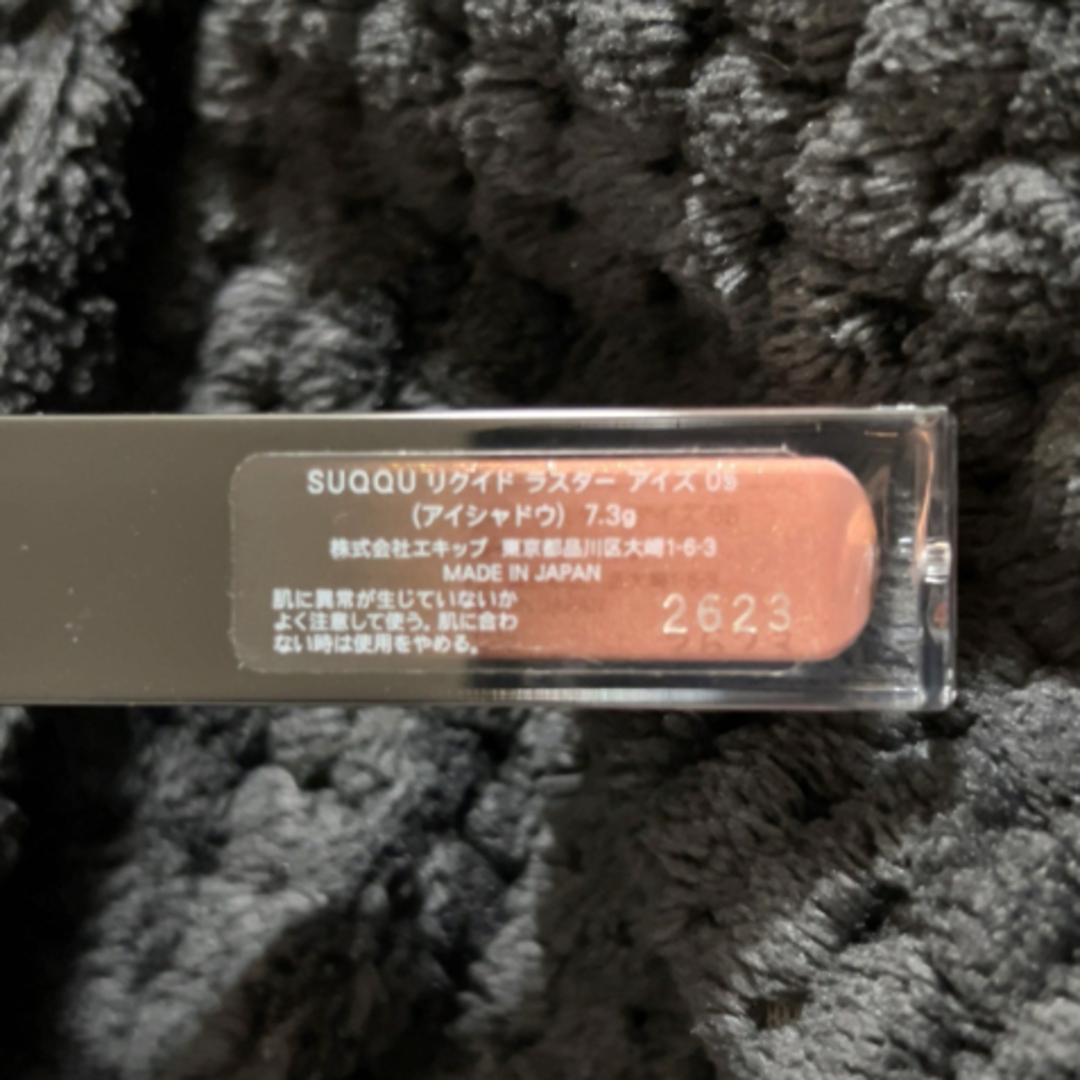 SUQQU リクイド ラスター アイズ
(アイシャドウ) 7.3g
株式会社エキップ 東京都品川区大崎1-6-3
MADE IN JAPAN
肌に異常が生じていないか
よく注意して使う。肌に合わ
ない時は使用をやめる。
2623